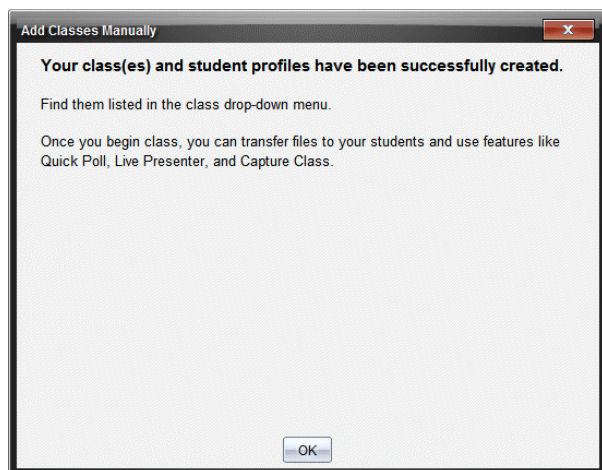 Add Classes Manually
Your class(es) and student profiles have been successfully created.
Find them listed in the class drop-down menu.
Once you begin class, you can transfer files to your students and use features like
Quick Poll, Live Presenter, and Capture Class.
OK